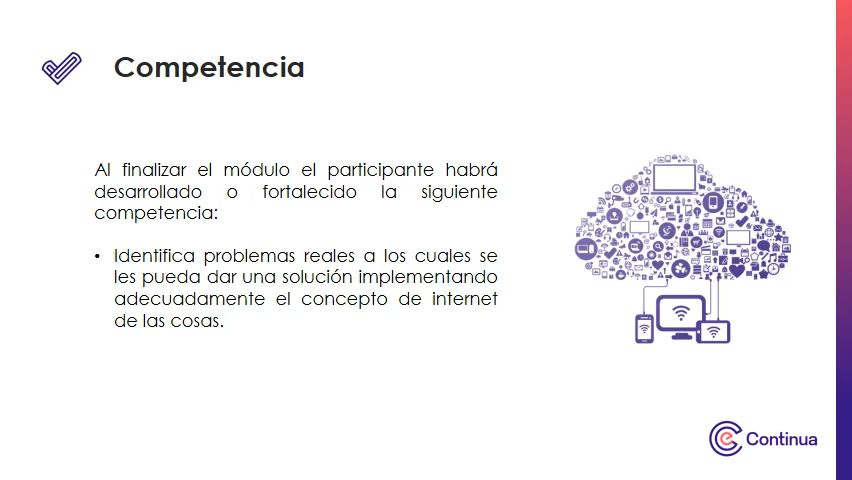 Competencia
Al finalizar el módulo el participante habrá
desarrollado o fortalecido la siguiente
competencia:
• Identifica problemas reales a los cuales se
les pueda dar una solución implementando
adecuadamente el concepto de internet
de las cosas.
e Continua